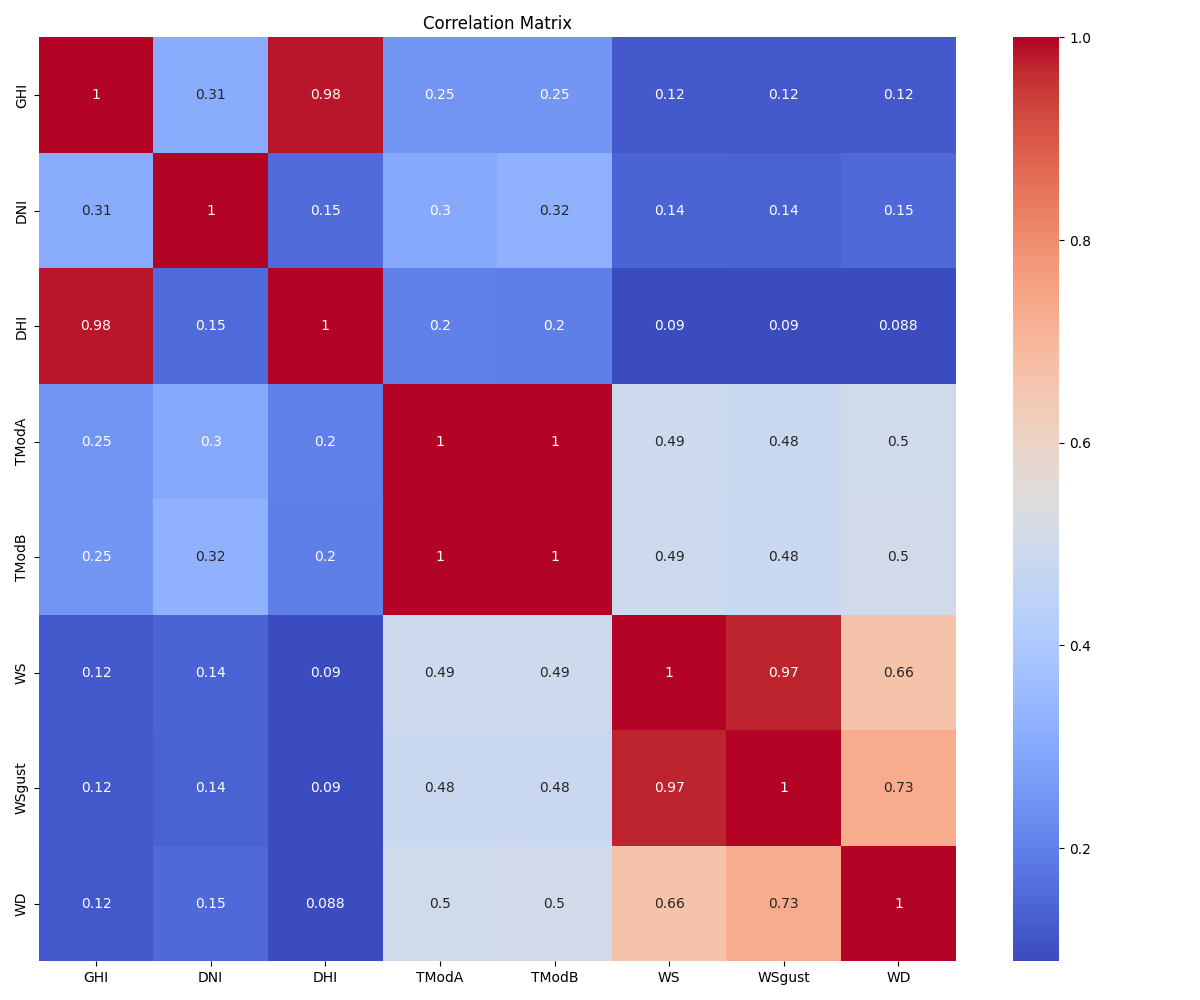 Correlation Matrix
GHI 1 0.31 0.98 0.25 0.25 0.12 0.12 0.12
DNI 0.31 1 0.15 0.3 0.32 0.14 0.14 0.15
DHI 0.98 0.15 1 0.2 0.2 0.09 0.09 0.088
TModA 0.25 0.3 0.2 1 1 0.49 0.48 0.5
TModB 0.25 0.32 0.2 1 1 0.49 0.48 0.5
WS 0.12 0.14 0.09 0.49 0.49 1 0.97 0.66
WSgust 0.12 0.14 0.09 0.48 0.48 0.97 1 0.73
WD 0.12 0.15 0.088 0.5 0.5 0.66 0.73 1
GHI DNI DHI TModA TModB WS WSgust WD
1.0
0.8
0.6
0.4
0.2